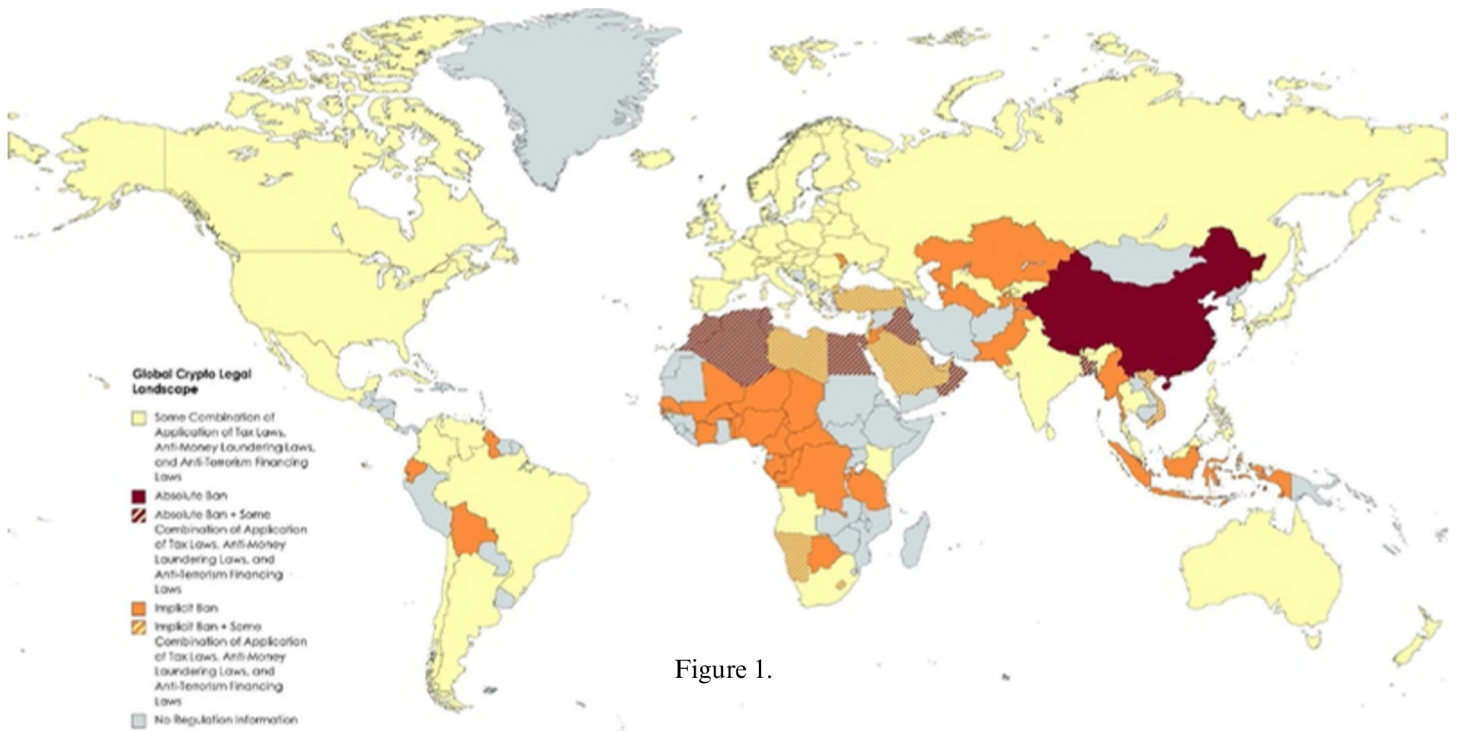 Global Crypto Legal
Landscape
Some Combination of
Application of Tax Laws,
Anti-Money Laundering Laws,
and Anti-Terrorism Financing
Laws
Absolute Ban
Absolute Ban + Some
Combination of Application
of Tax Laws, Anti-Money
Laundering Laws, and
Anti-Terrorism Financing
Laws
Implicit Ban
Implicit Ban + Some
Combination of Application
of Tax Laws, Anti-Money
Laundering Laws, and
Anti-Terrorism Financing
Laws
No Regulation Information
Figure 1.